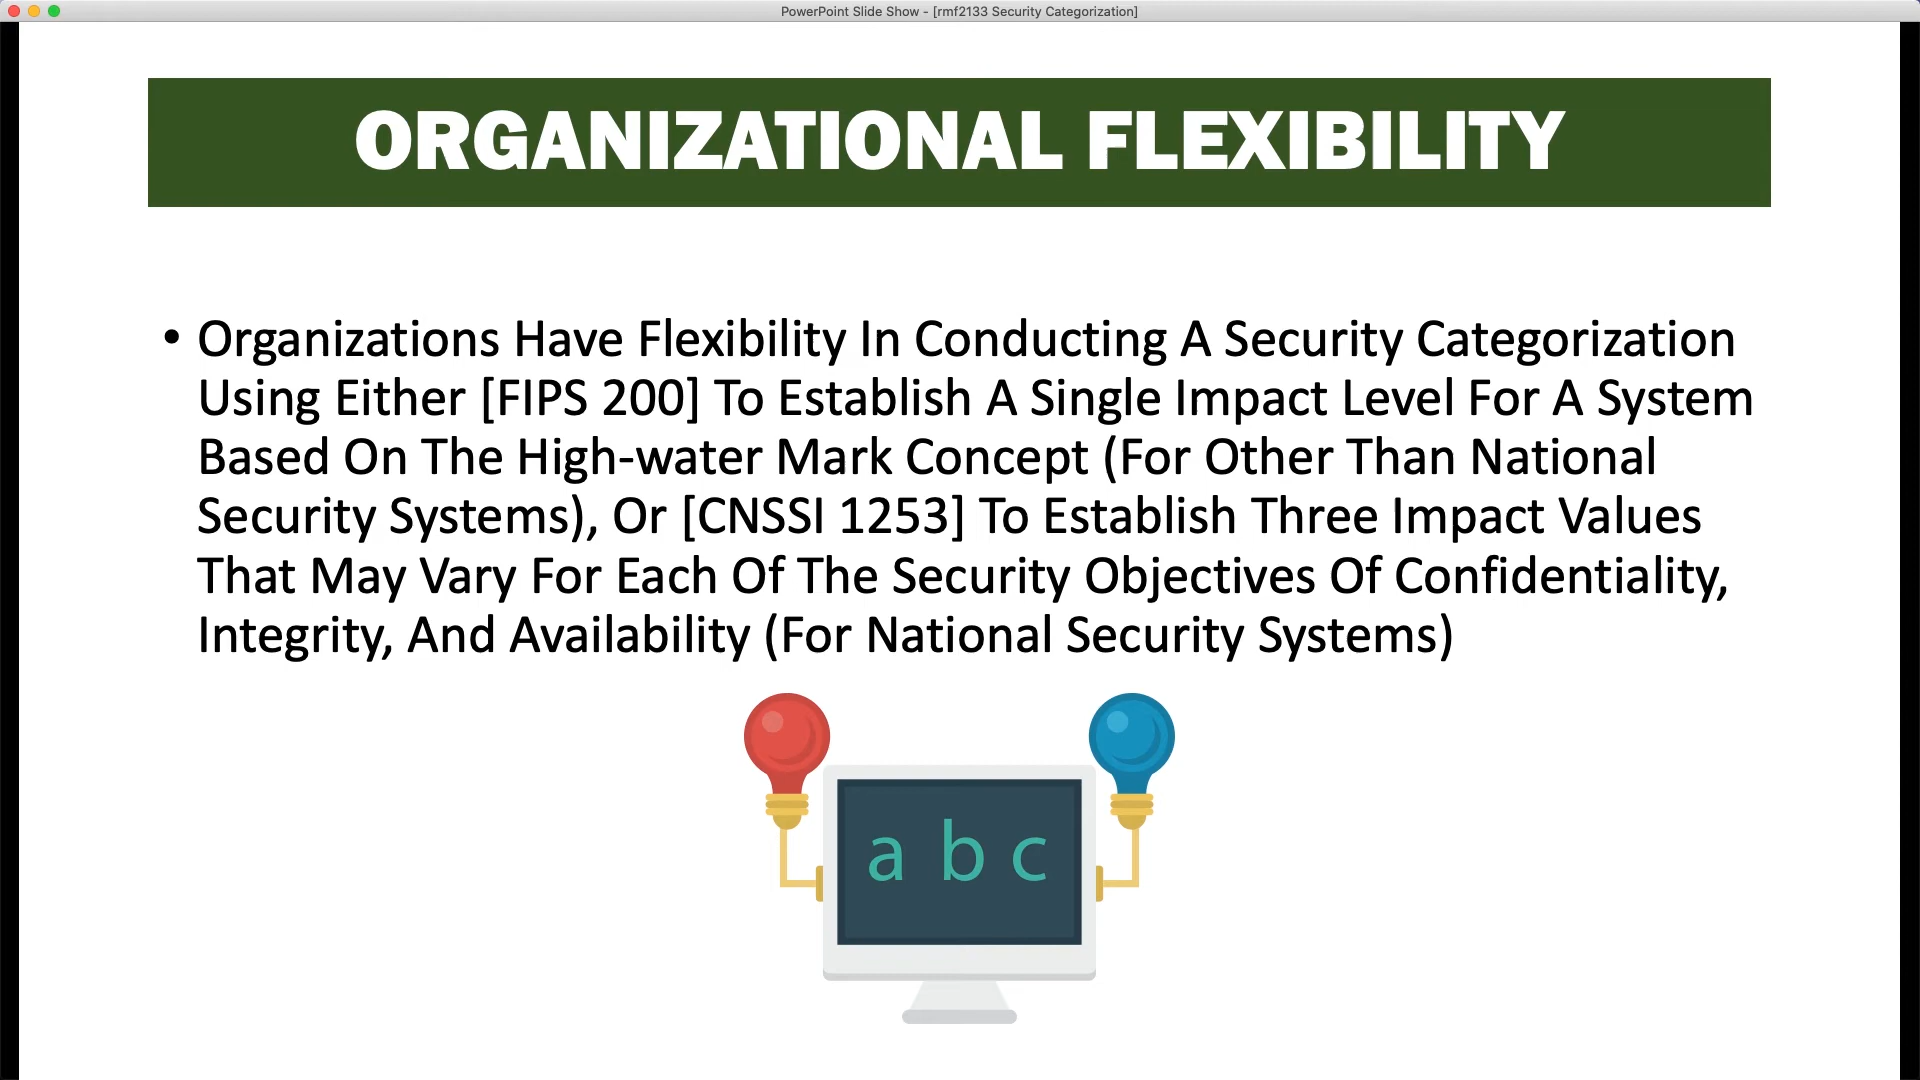 PowerPoint Slide Show - [rmf2133 Security Categorization]
ORGANIZATIONAL FLEXIBILITY
• Organizations Have Flexibility In Conducting A Security Categorization
Using Either [FIPS 200] To Establish A Single Impact Level For A System
Based On The High-water Mark Concept (For Other Than National
Security Systems), Or [CNSSI 1253] To Establish Three Impact Values
That May Vary For Each Of The Security Objectives Of Confidentiality,
Integrity, And Availability (For National Security Systems)
a b c